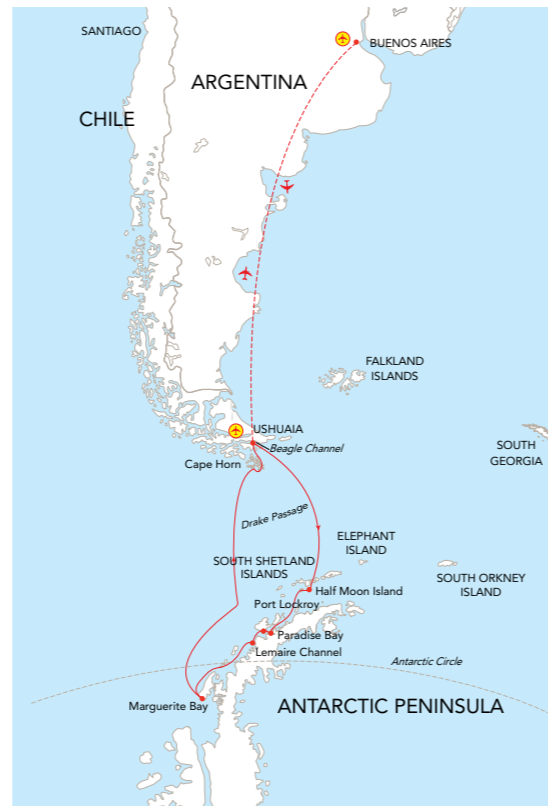 SANTIAGO
BUENOS AIRES
ARGENTINA
CHILE
FALKLAND
ISLANDS
USHUAIA
Beagle Channel
SOUTH
GEORGIA
Cape Horn
Drake Passage
ELEPHANT
ISLAND
SOUTH SHETLAND
ISLANDS
SOUTH ORKNEY
ISLAND
Half Moon Island
Port Lockroy
Paradise Bay
Lemaire Channel
Antarctic Circle
Marguerite Bay
ANTARCTIC PENINSULA